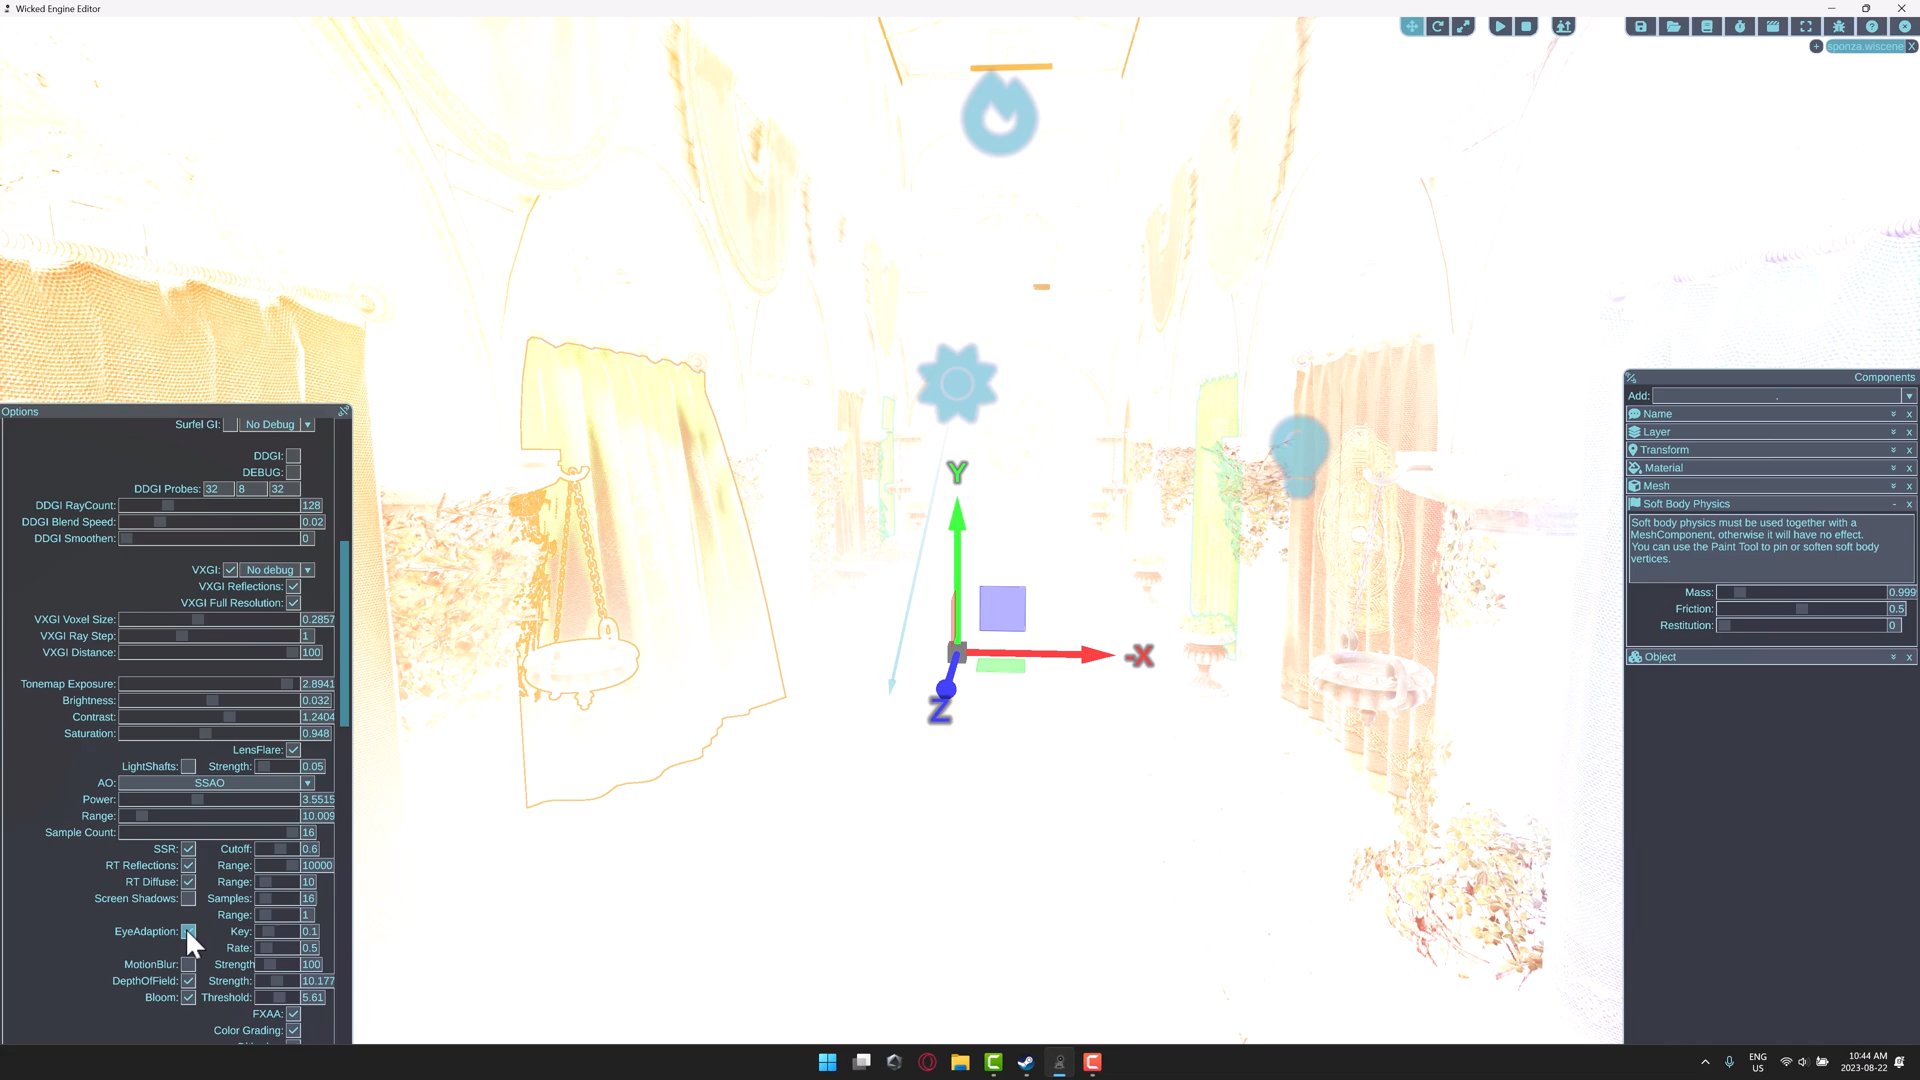 Wicked Engine Editor
+ sponza.wiscene X
Options
Surfel GI: No Debug
DDGI:
DEBUG:
DDGI Probes: 32 8 32
DDGI RayCount: 128
DDGI Blend Speed: 0.02
DDGI Smoothen: 0
VXGI: No debug
VXGI Reflections:
VXGI Full Resolution:
VXGI Voxel Size: 0.2857
VXGI Ray Step: 1
VXGI Distance: 100
Tonemap Exposure: 2.8941
Brightness: 0.032
Contrast: 1.2404
Saturation: 0.948
LensFlare:
LightShafts: Strength: 0.05
AO: SSAO
Power: 3.5515
Range: 10.009
Sample Count: 16
SSR: Cutoff: 0.6
RT Reflections: Range: 10000
RT Diffuse: Range: 10
Screen Shadows: Samples: 16
Range: 1
EyeAdaption: Key: 0.1
Rate: 0.5
MotionBlur: Strength 100
DepthOfField: Strength: 10.177
Bloom: Threshold: 5.61
FXAA:
Color Grading:
Y
-X
Z
Components
Add: .
Name x
Layer x
Transform x
Material x
Mesh x
Soft Body Physics - x
Soft body physics must be used together with a
MeshComponent, otherwise it will have no effect.
You can use the Paint Tool to pin or soften soft body
vertices.
Mass: 0.999
Friction: 0.5
Restitution: 0
Object x
ENG
US
10:44 AM
2023-08-22